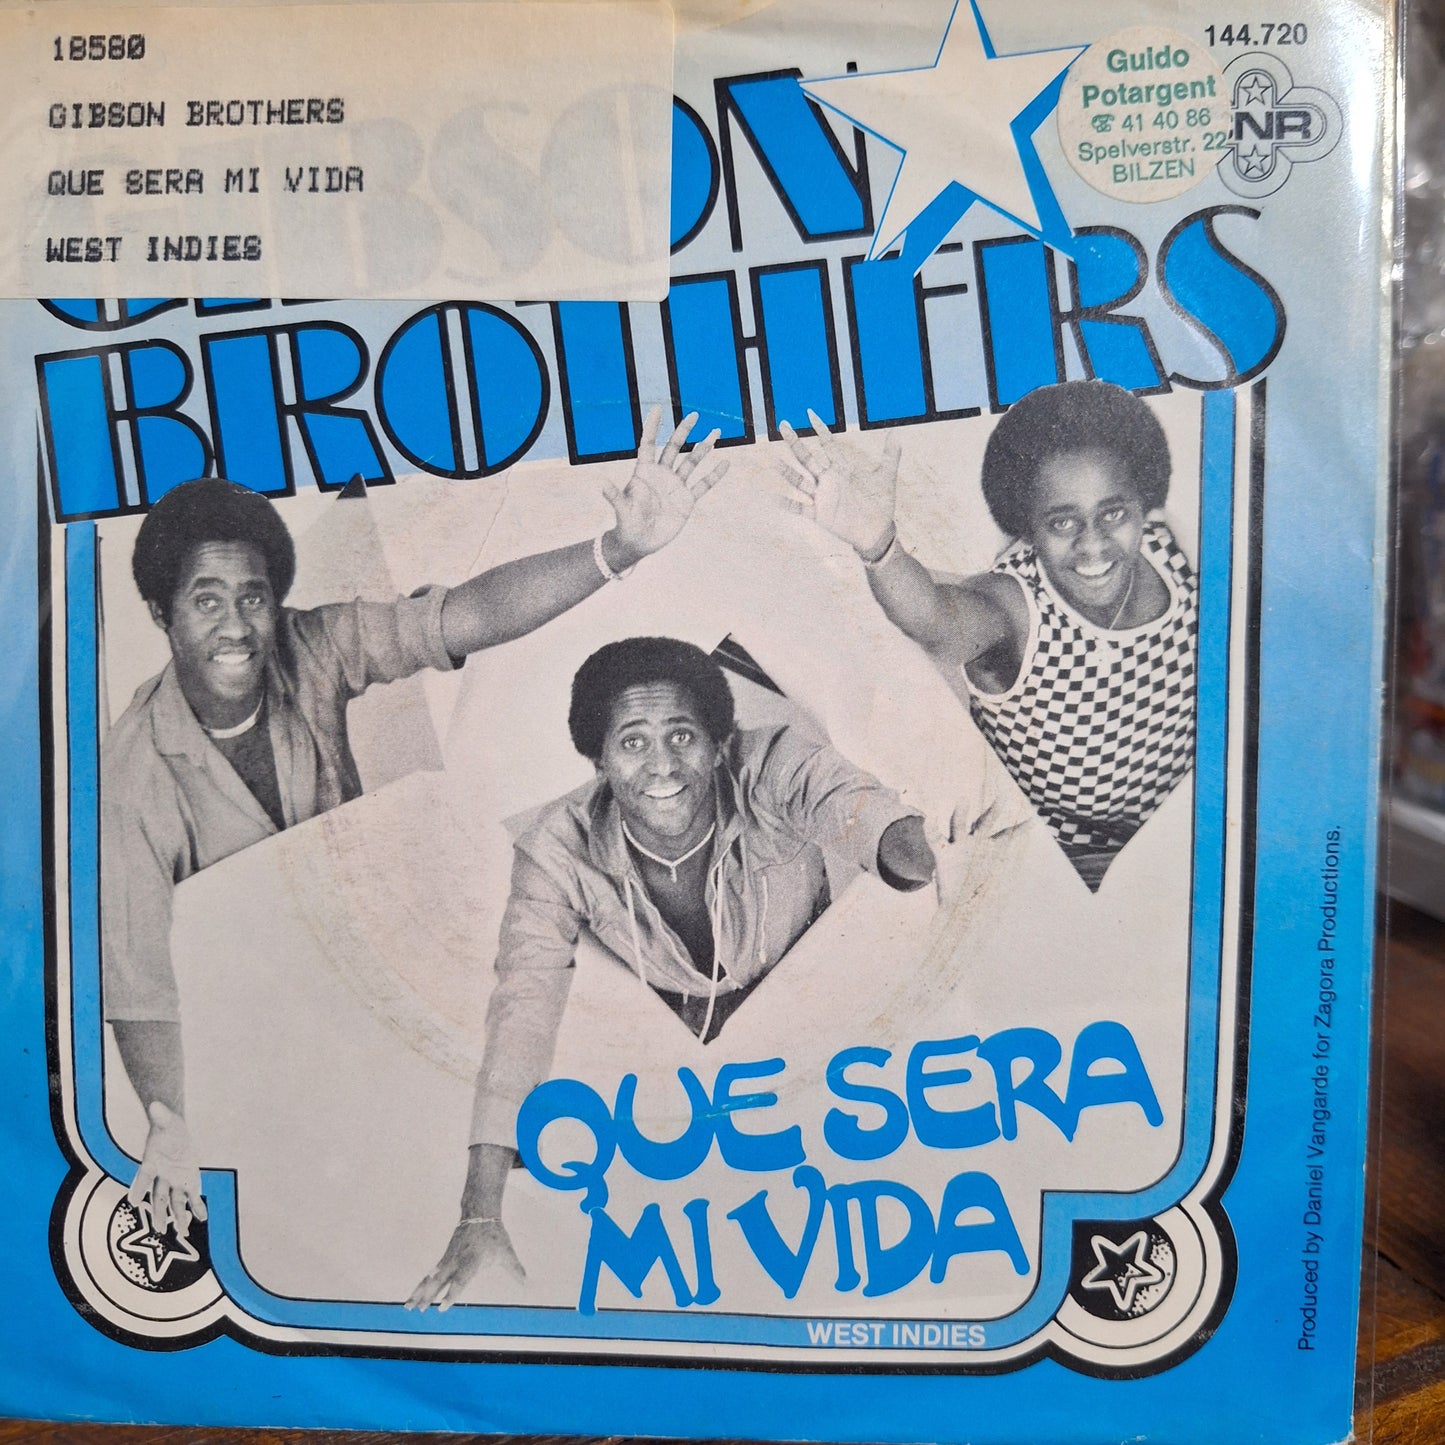 18580
GIBSON BROTHERS
QUE SERA MI VIDA
WEST INDIES
144.720
Guido
Potargent
☎ 41 40 86
Spelverstr. 22
BILZEN
NR
GIBSON
BROTHERS
QUE SERA
MI VIDA
WEST INDIES
Produced by Daniel Vangarde for Zagora Productions.